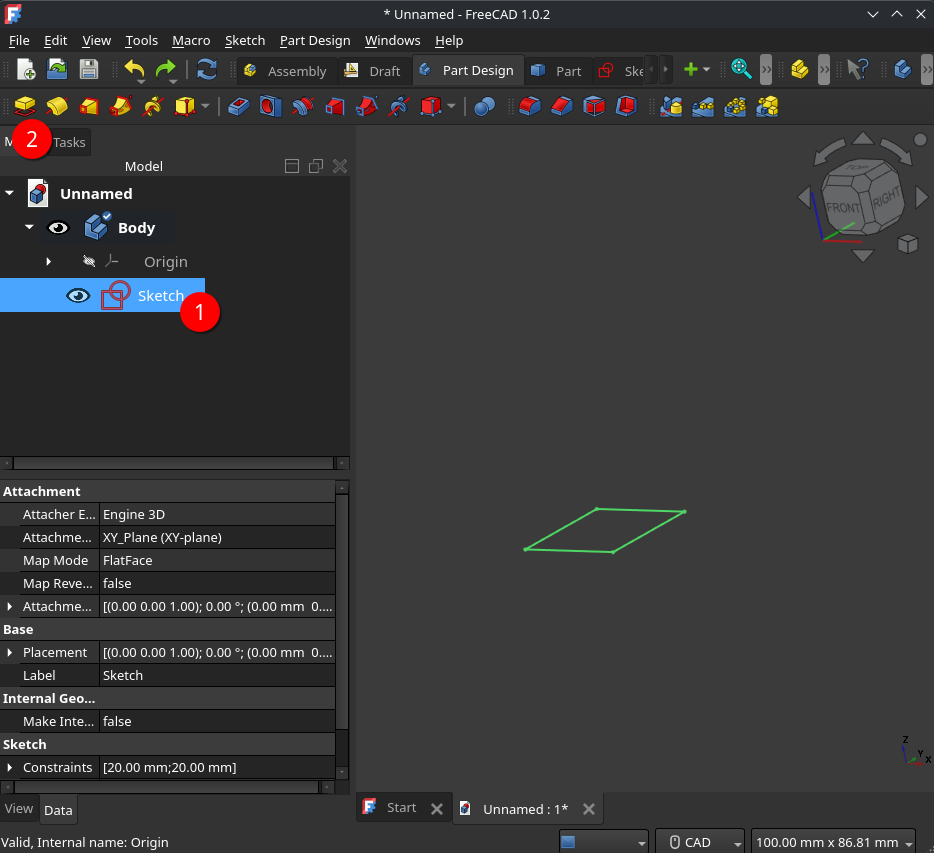 * Unnamed - FreeCAD 1.0.2
File Edit View Tools Macro Sketch Part Design Windows Help
Assembly Draft Part Design Part Ske
M 2 Tasks
Model
Unnamed
Body
Origin
Sketch
1
TOP
FRONT RIGHT
Attachment
Attacher E... Engine 3D
Attachme... XY_Plane (XY-plane)
Map Mode FlatFace
Map Reve... false
Attachme... [(0.00 0.00 1.00); 0.00 °; (0.00 mm 0....
Base
Placement [(0.00 0.00 1.00); 0.00 °; (0.00 mm 0....
Label Sketch
Internal Geo...
Make Inte... false
Sketch
Constraints [20.00 mm;20.00 mm]
Z
Y
X
View Data
Start Unnamed : 1*
Valid, Internal name: Origin
CAD 100.00 mm x 86.81 mm